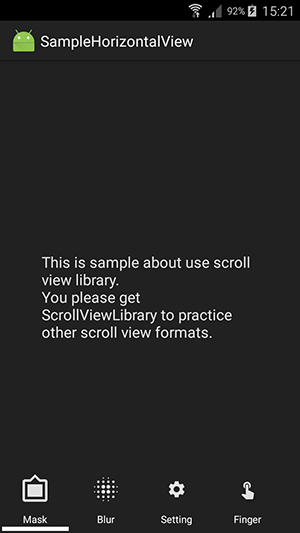 92% 15:21
SampleHorizontalView
This is sample about use scroll
view library.
You please get
ScrollViewLibrary to practice
other scroll view formats.
Mask Blur Setting Finger